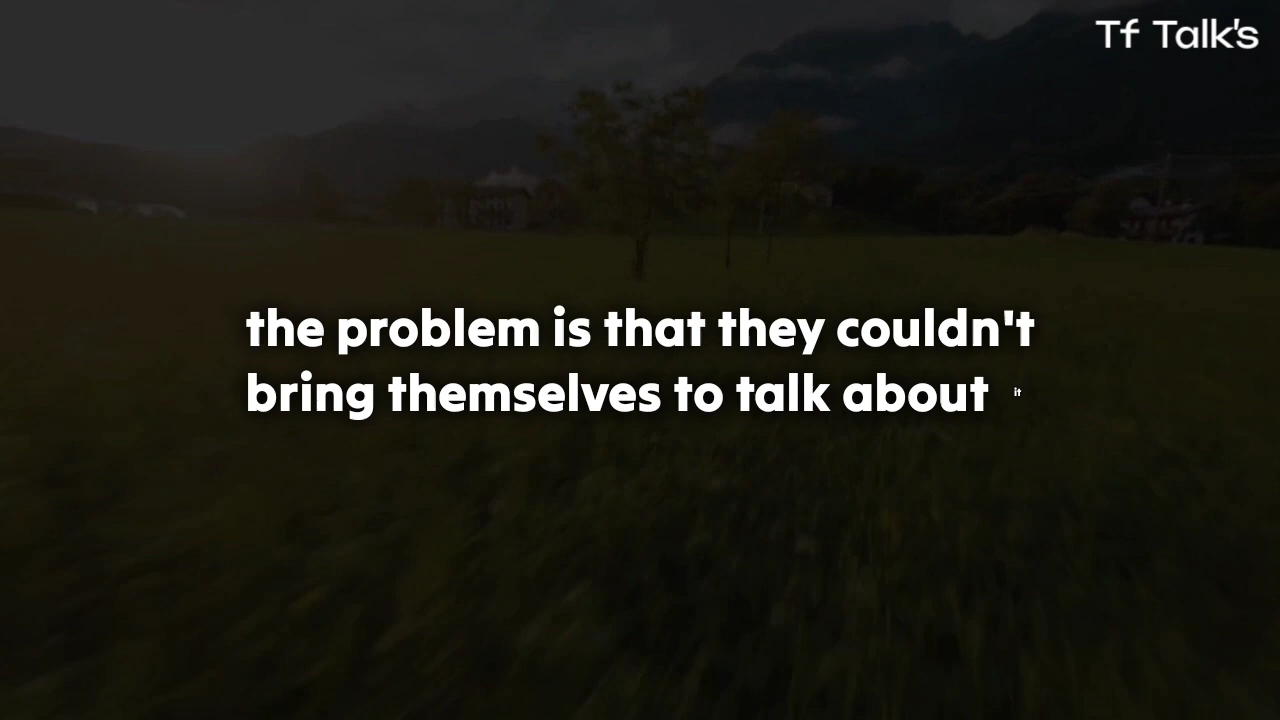 Tf Talk's
the problem is that they couldn't
bring themselves to talk about it